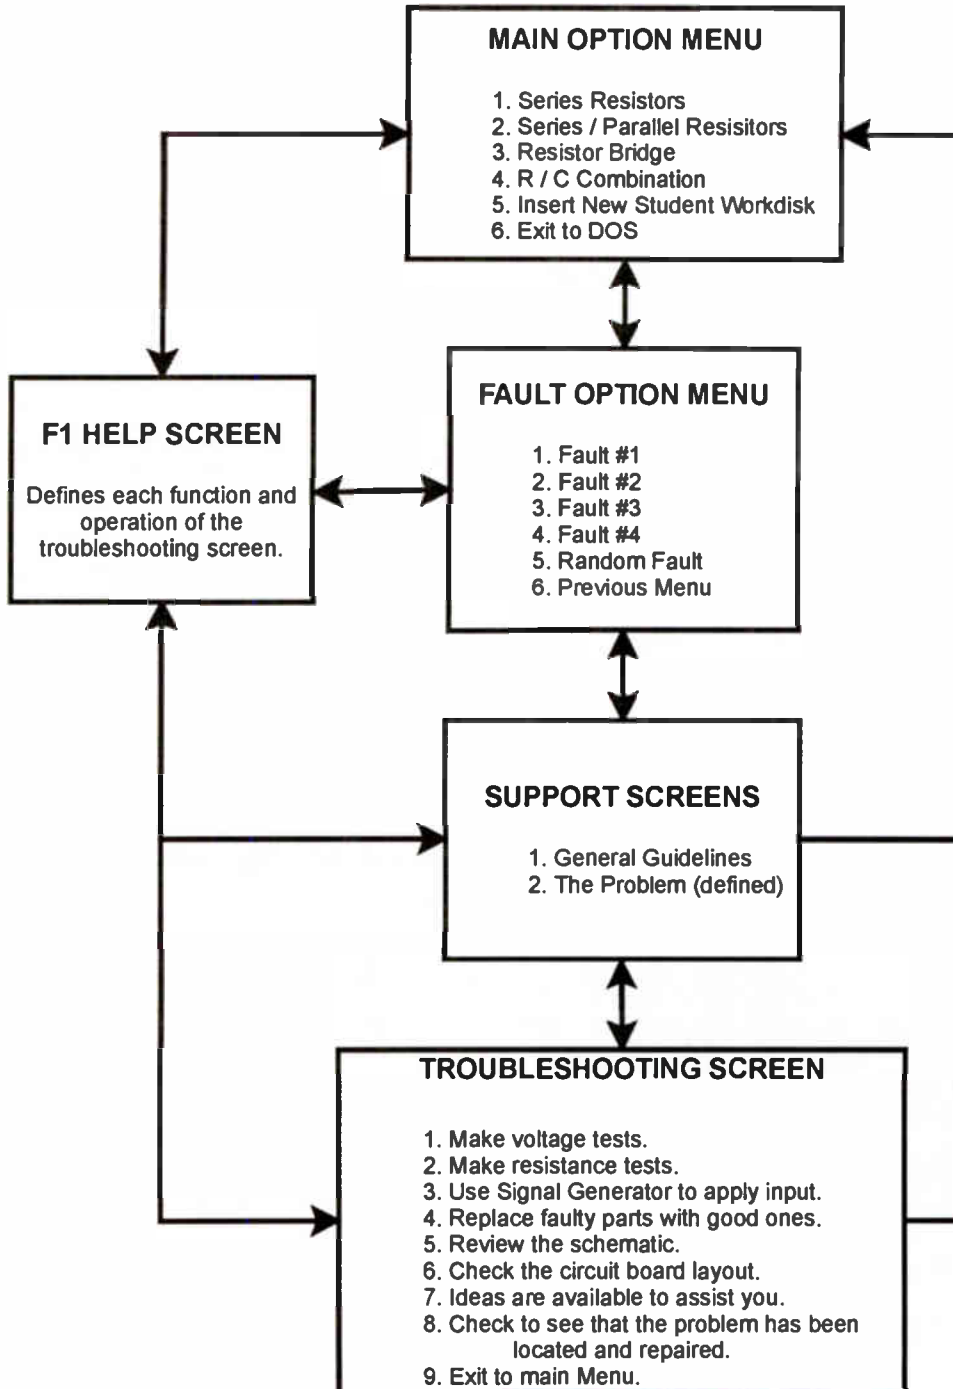 MAIN OPTION MENU
1. Series Resistors
2. Series / Parallel Resisitors
3. Resistor Bridge
4. R / C Combination
5. Insert New Student Workdisk
6. Exit to DOS
F1 HELP SCREEN
Defines each function and
operation of the
troubleshooting screen.
FAULT OPTION MENU
1. Fault #1
2. Fault #2
3. Fault #3
4. Fault #4
5. Random Fault
6. Previous Menu
SUPPORT SCREENS
1. General Guidelines
2. The Problem (defined)
TROUBLESHOOTING SCREEN
1. Make voltage tests.
2. Make resistance tests.
3. Use Signal Generator to apply input.
4. Replace faulty parts with good ones.
5. Review the schematic.
6. Check the circuit board layout.
7. Ideas are available to assist you.
8. Check to see that the problem has been
located and repaired.
9. Exit to main Menu.